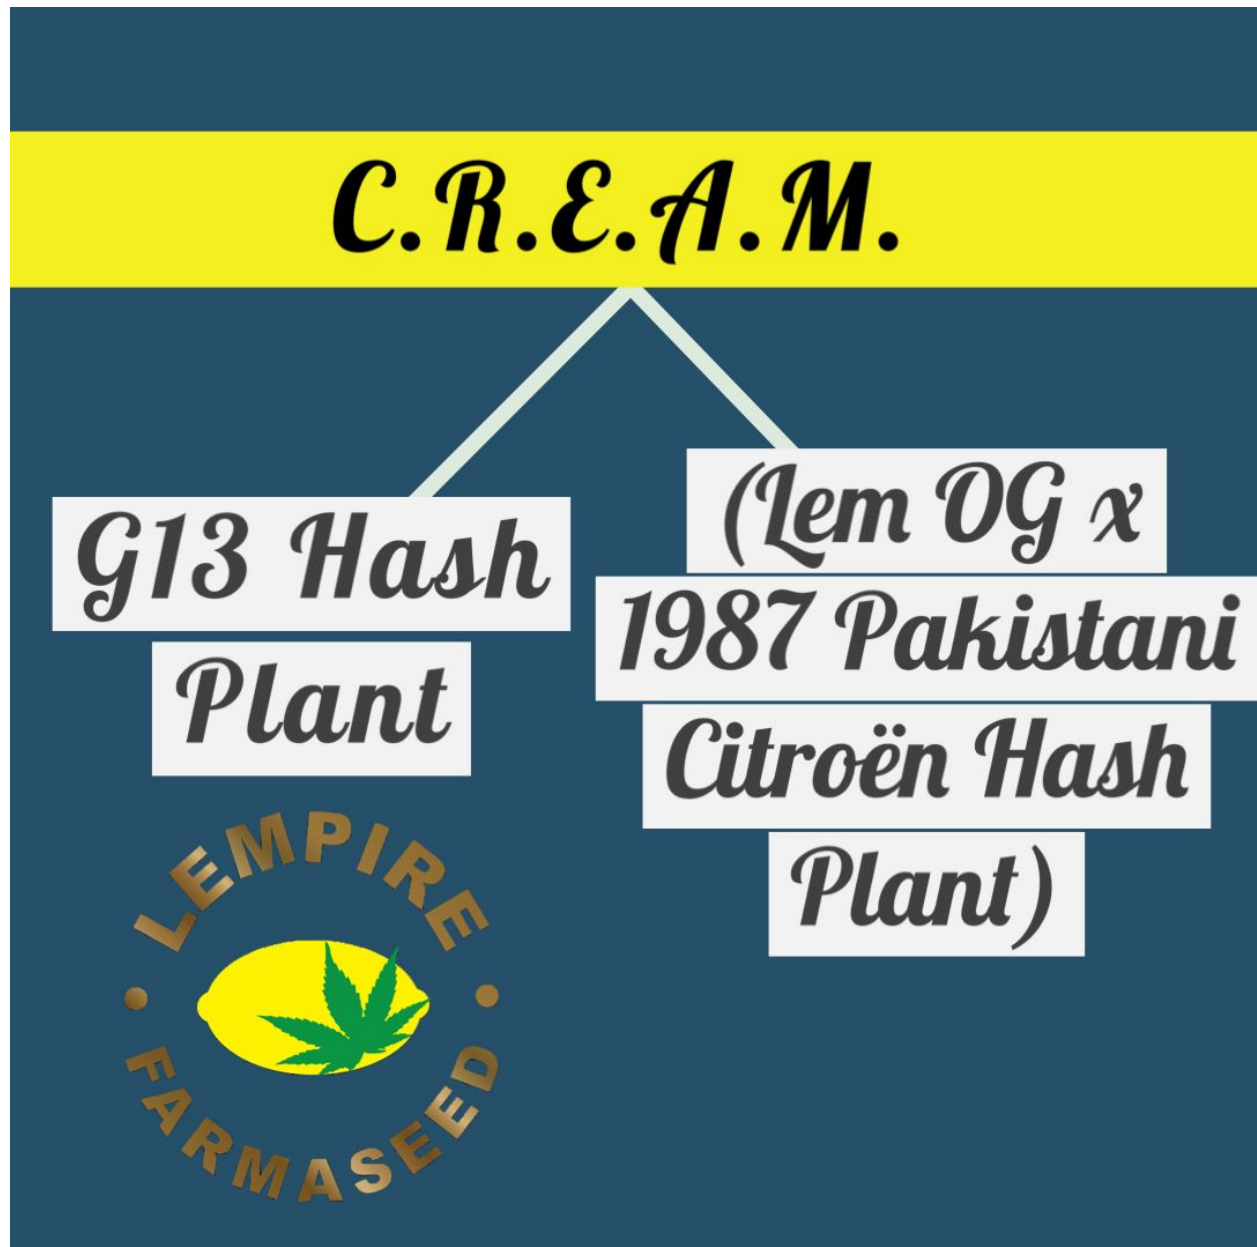 C.R.E.A.M.
G13 Hash
Plant
(Lem OG x
1987 Pakistani
Citroën Hash
Plant)
LEMPIRE
FARMASEED